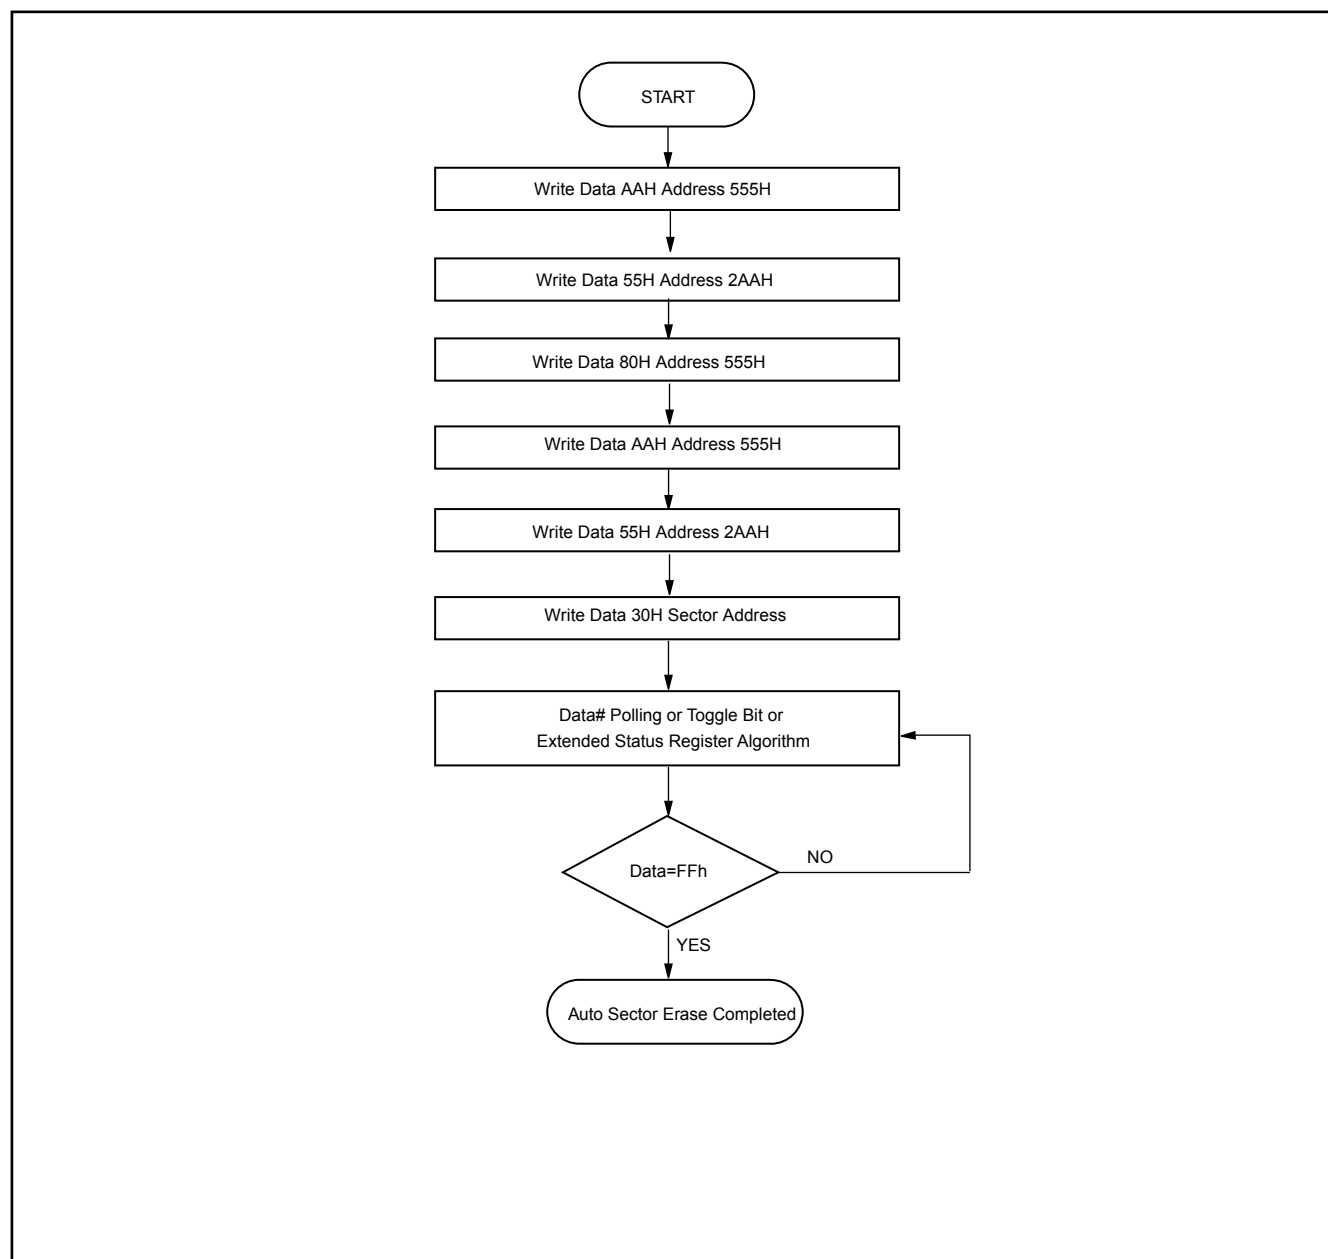 START
Write Data AAH Address 555H
Write Data 55H Address 2AAH
Write Data 80H Address 555H
Write Data AAH Address 555H
Write Data 55H Address 2AAH
Write Data 30H Sector Address
Data# Polling or Toggle Bit or
Extended Status Register Algorithm
Data=FFh
NO
YES
Auto Sector Erase Completed